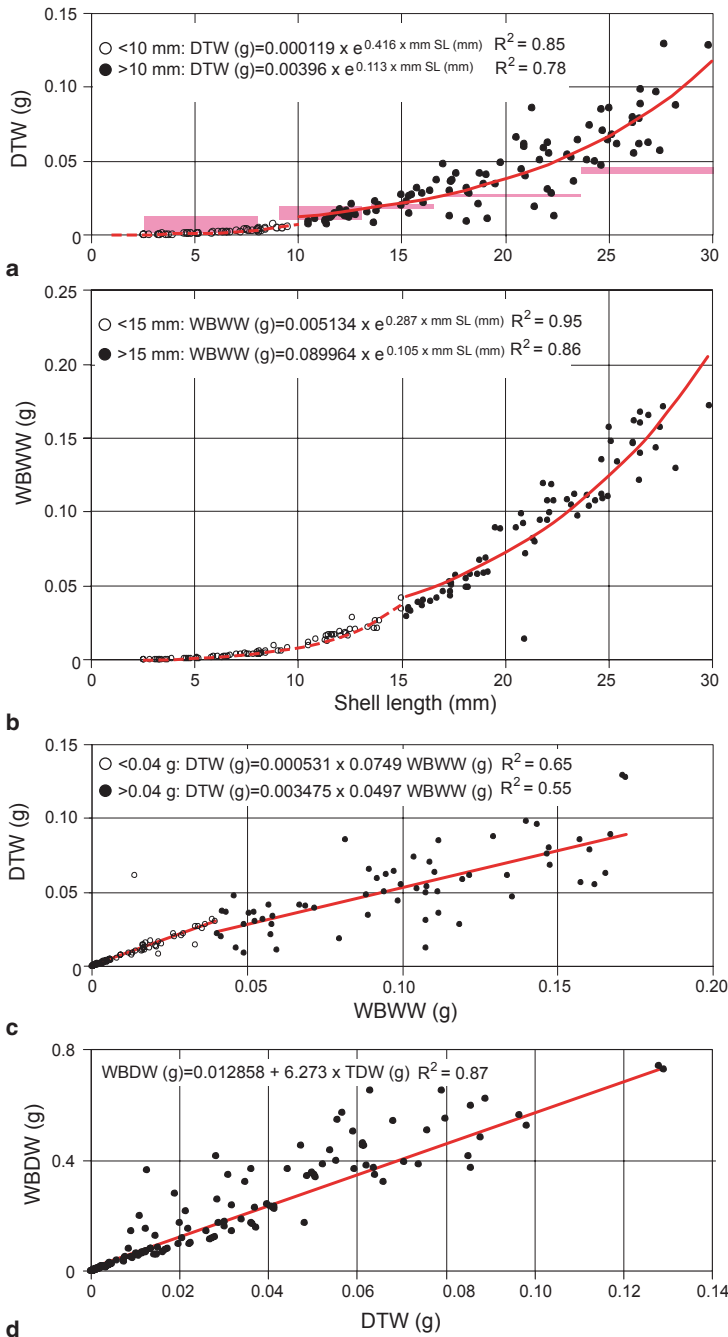 0.15
<10 mm: DTW (g)=0.000119 x e0.416 x mm SL (mm) R2 = 0.85
>10 mm: DTW (g)=0.00396 x e0.113 x mm SL (mm) R2 = 0.78
0.10
DTW (g)
0.05
0
0 5 10 15 20 25 30
a
0.25
<15 mm: WBWW (g)=0.005134 x e0.287 x mm SL (mm) R2 = 0.95
>15 mm: WBWW (g)=0.089964 x e0.105 x mm SL (mm) R2 = 0.86
0.20
0.15
WBWW (g)
0.10
0.05
0
0 5 10 15 20 25 30
Shell length (mm)
b
0.15
<0.04 g: DTW (g)=0.000531 x 0.0749 WBWW (g) R2 = 0.65
>0.04 g: DTW (g)=0.003475 x 0.0497 WBWW (g) R2 = 0.55
0.10
DTW (g)
0.05
0
0 0.05 0.10 0.15 0.20
WBWW (g)
c
0.8
WBDW (g)=0.012858 + 6.273 x TDW (g) R2 = 0.87
WBDW (g)
0.4
0
0 0.02 0.04 0.06 0.08 0.10 0.12 0.14
DTW (g)
d